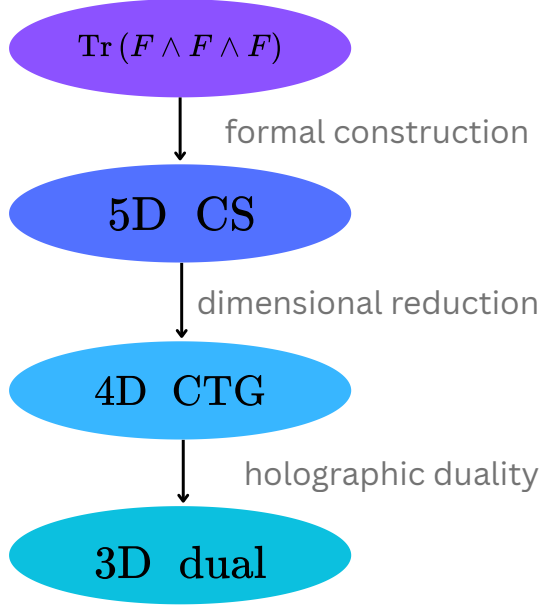 Tr (F ∧ F ∧ F)
formal construction
5D CS
dimensional reduction
4D CTG
holographic duality
3D dual